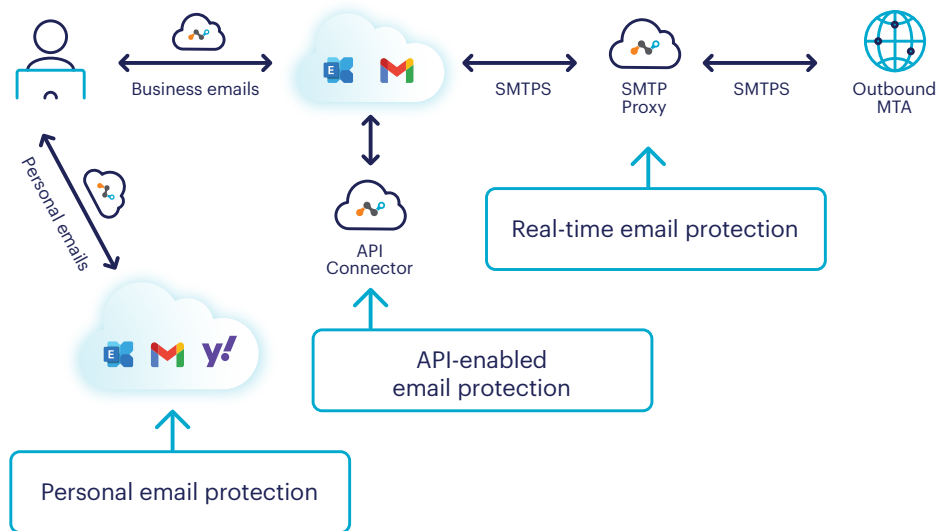 Business emails
SMTPS
SMTP
Proxy
SMTPS
Outbound
MTA
Personal emails
API
Connector
Real-time email protection
E
E
y!
API-enabled
email protection
Personal email protection